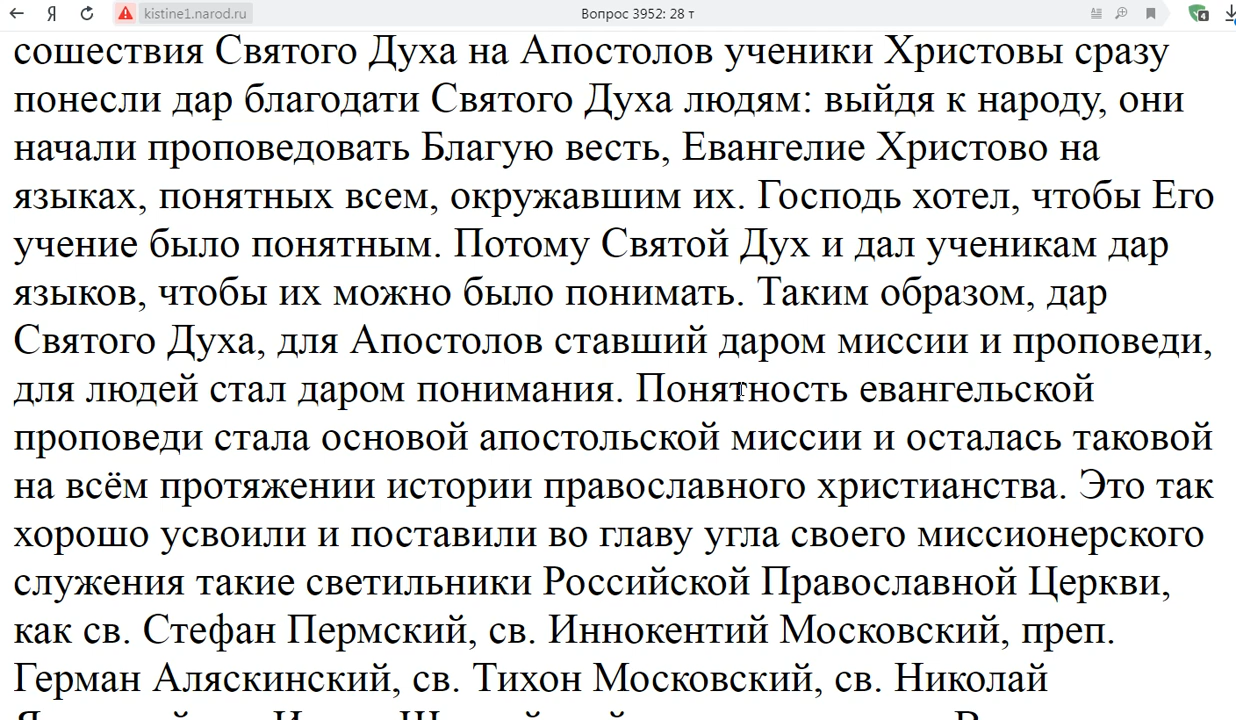 Я kistine1.narod.ru Вопрос 3952: 28 т 4
сошествия Святого Духа на Апостолов ученики Христовы сразу
понесли дар благодати Святого Духа людям: выйдя к народу, они
начали проповедовать Благую весть, Евангелие Христово на
языках, понятных всем, окружавшим их. Господь хотел, чтобы Его
учение было понятным. Потому Святой Дух и дал ученикам дар
языков, чтобы их можно было понимать. Таким образом, дар
Святого Духа, для Апостолов ставший даром миссии и проповеди,
для людей стал даром понимания. Понятность евангельской
проповеди стала основой апостольской миссии и осталась таковой
на всём протяжении истории православного христианства. Это так
хорошо усвоили и поставили во главу угла своего миссионерского
служения такие светильники Российской Православной Церкви,
как св. Стефан Пермский, св. Иннокентий Московский, преп.
Герман Аляскинский, св. Тихон Московский, св. Николай